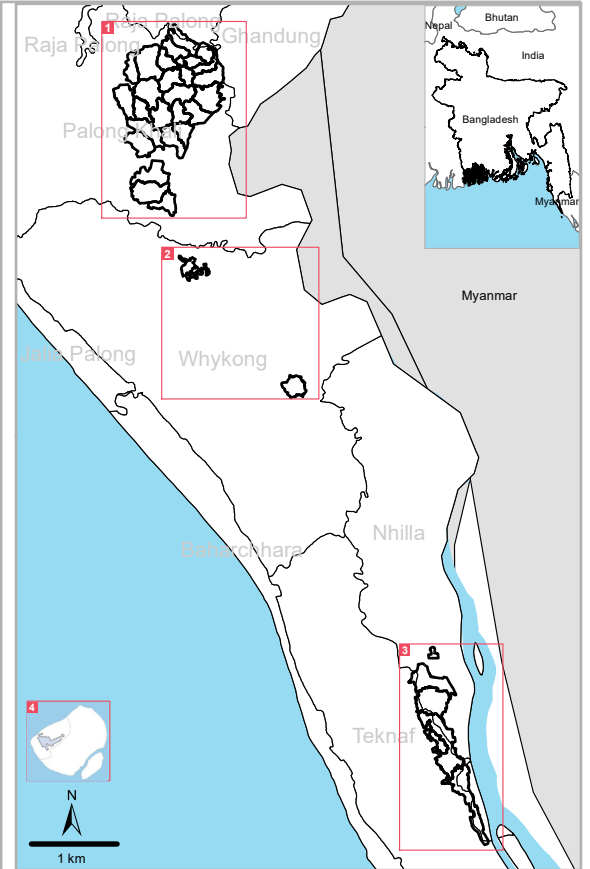 Raja Palong
1
Raja Palong
Ghandung
Nepal
Bhutan
India
Bangladesh
Palong Khali
Myanmar
2
Myanmar
Jalia Palong
Whykong
Nhilla
Baharchhara
3
4
Teknaf
N
1 km